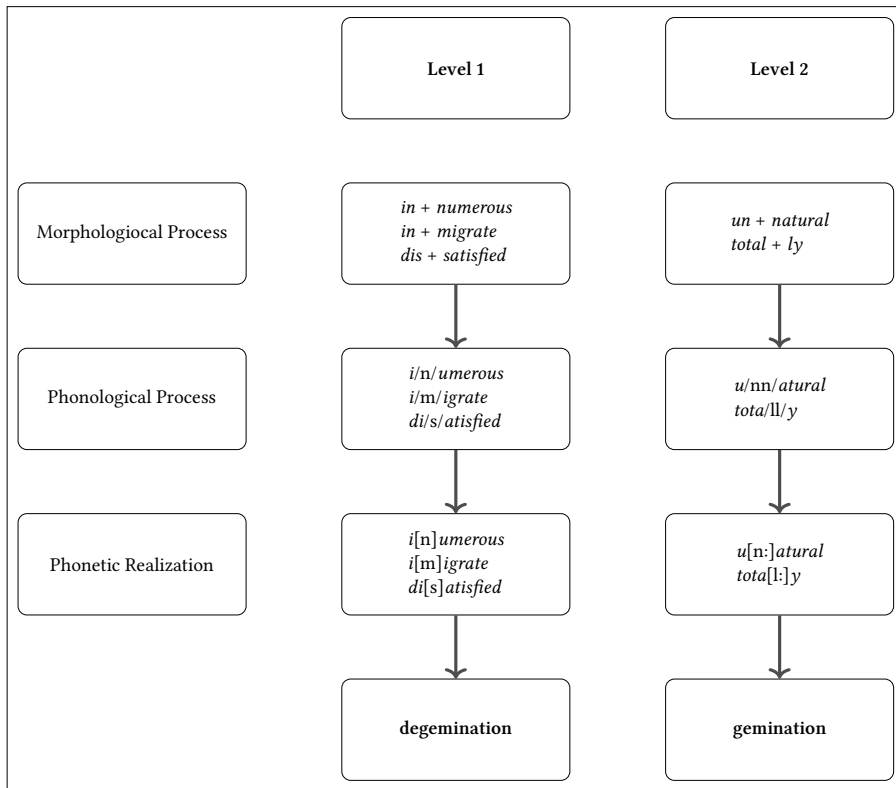 Level 1
Level 2
Morphologiocal Process
in + numerous
in + migrate
dis + satisfied
un + natural
total + ly
Phonological Process
i/n/umerous
i/m/igrate
di/s/atisfied
u/nn/atural
tota/ll/y
Phonetic Realization
i[n]umerous
i[m]igrate
di[s]atisfied
u[n:]atural
tota[l:]y
degemination
gemination